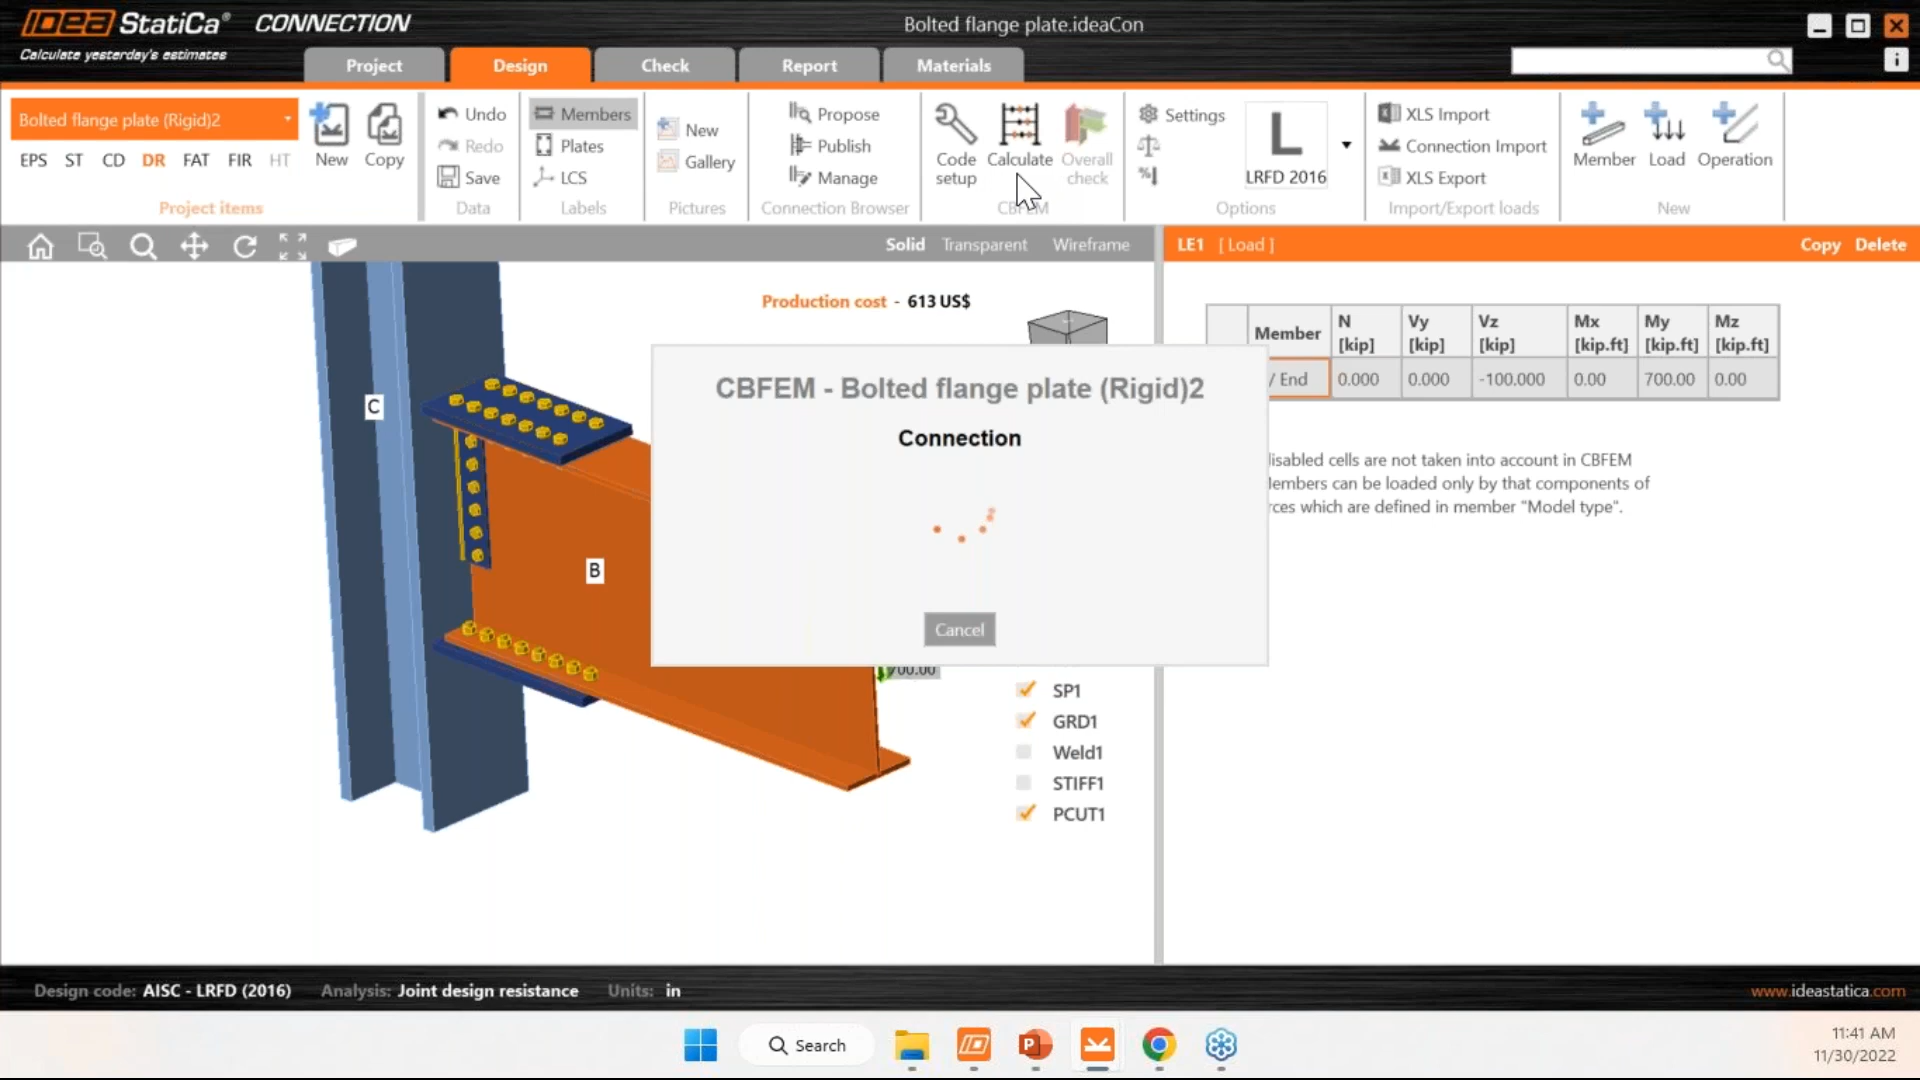 IDEA StatiCa® CONNECTION
Calculate yesterday's estimates
Bolted flange plate.ideaCon
Project
Design
Check
Report
Materials
Bolted flange plate (Rigid)2
EPS ST CD DR FAT FIR HT
New
Copy
Project items
Undo
Redo
Save
Data
Members
Plates
LCS
Labels
New
Gallery
Pictures
Propose
Publish
Manage
Connection Browser
Code setup
Calculate
Overall check
CBFEM
Settings
LRFD 2016
Options
XLS Import
Connection Import
XLS Export
Import/Export loads
Member
Load
Operation
New
Solid Transparent Wireframe
LE1 [ Load ]
Copy Delete
Production cost - 613 US$
C
B
Member
N [kip]
Vy [kip]
Vz [kip]
Mx [kip.ft]
My [kip.ft]
Mz [kip.ft]
/ End 0.000 0.000 -100.000 0.00 700.00 0.00
CBFEM - Bolted flange plate (Rigid)2
Connection
Cancel
disabled cells are not taken into account in CBFEM
Members can be loaded only by that components of
forces which are defined in member "Model type".
700.00
SP1
GRD1
Weld1
STIFF1
PCUT1
Design code: AISC - LRFD (2016) Analysis: Joint design resistance Units: in
www.ideastatica.com
Search
11:41 AM
11/30/2022